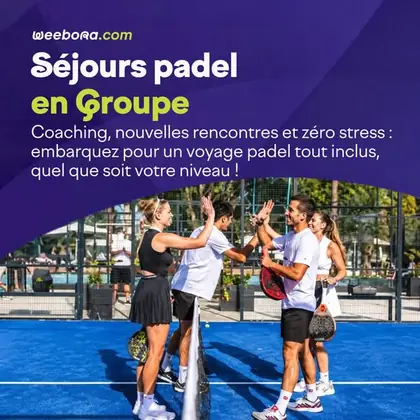 weebora.com
Séjours padel
en Groupe
Coaching, nouvelles rencontres et zéro stress :
embarquez pour un voyage padel tout inclus,
quel que soit votre niveau !